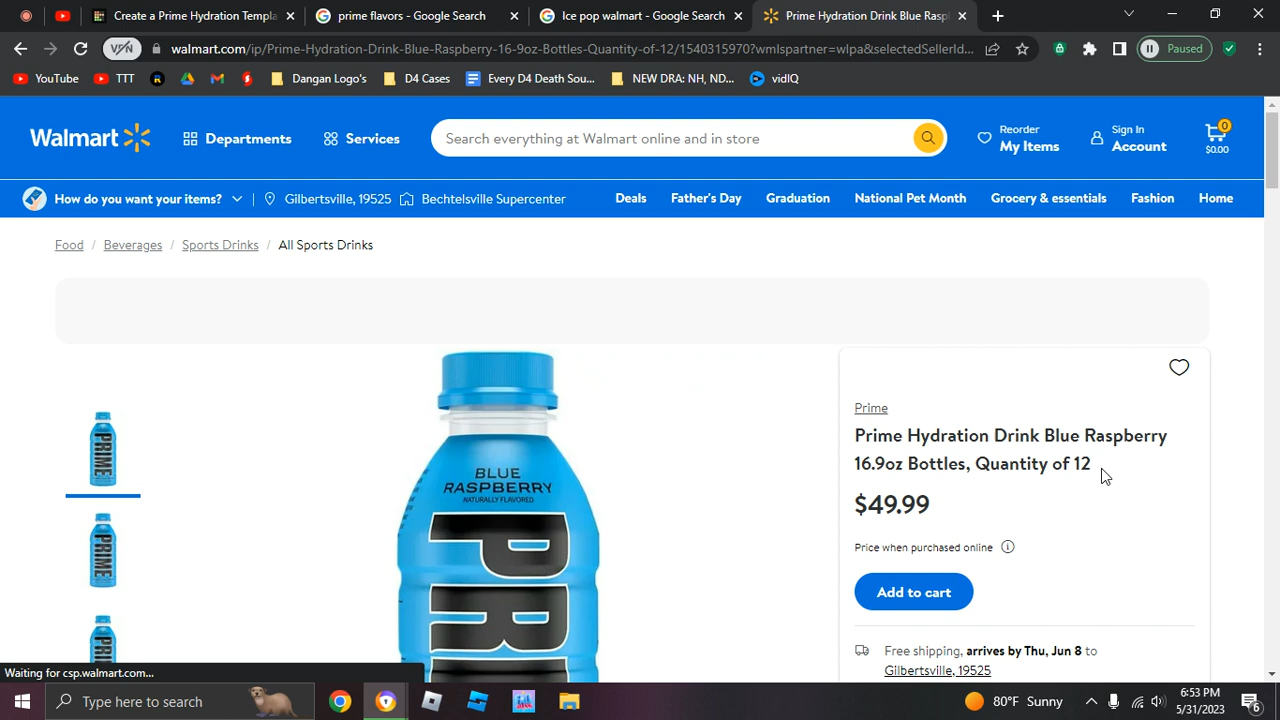 Create a Prime Hydration Templa
prime flavors - Google Search
Ice pop walmart - Google Search
Prime Hydration Drink Blue Rasp
VPN
walmart.com/ip/Prime-Hydration-Drink-Blue-Raspberry-16-9oz-Bottles-Quantity-of-12/1540315970?wmlspartner=wlpa&selectedSellerId...
Paused
YouTube
TTT
Dangan Logo's
D4 Cases
Every D4 Death Sou...
NEW DRA: NH, ND...
vidIQ
Walmart
Departments
Services
Search everything at Walmart online and in store
Reorder
My Items
Sign In
Account
0
$0.00
How do you want your items?
Gilbertsville, 19525
Bechtelsville Supercenter
Deals
Father's Day
Graduation
National Pet Month
Grocery & essentials
Fashion
Home
Food / Beverages / Sports Drinks / All Sports Drinks
BLUE
RASPBERRY
NATURALLY FLAVORED
PRI
PRIME
PRIME
PRIME
Prime
Prime Hydration Drink Blue Raspberry
16.9oz Bottles, Quantity of 12
$49.99
Price when purchased online
Add to cart
Free shipping, arrives by Thu, Jun 8 to
Gilbertsville, 19525
Waiting for csp.walmart.com...
Type here to search
80°F Sunny
6:53 PM
5/31/2023
6